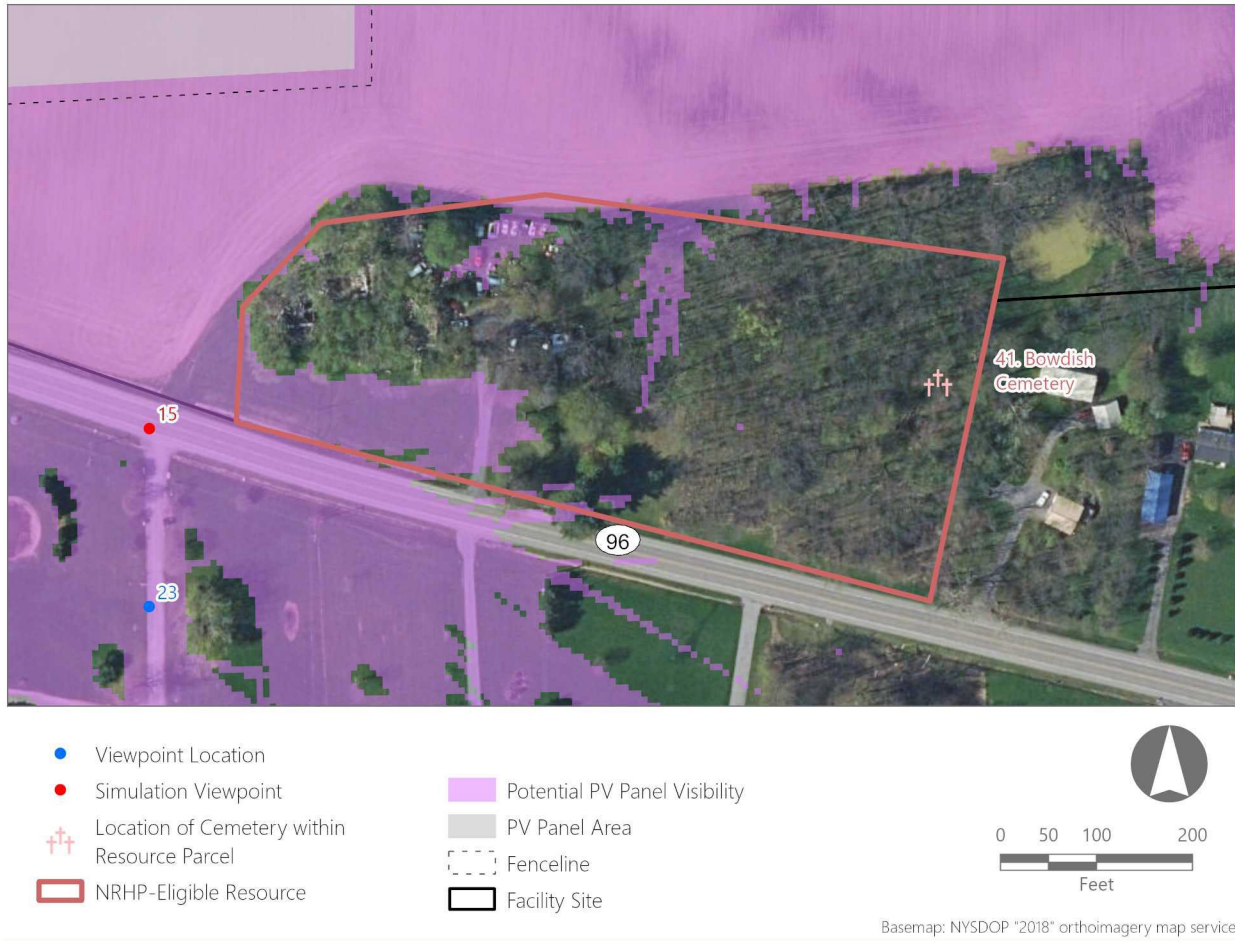 15
41. Bowdish
Cemetery
96
23
Viewpoint Location
Simulation Viewpoint
Location of Cemetery within
Resource Parcel
NRHP-Eligible Resource
Potential PV Panel Visibility
PV Panel Area
Fenceline
Facility Site
0 50 100 200
Feet
Basemap: NYSDOP "2018" orthoimagery map service